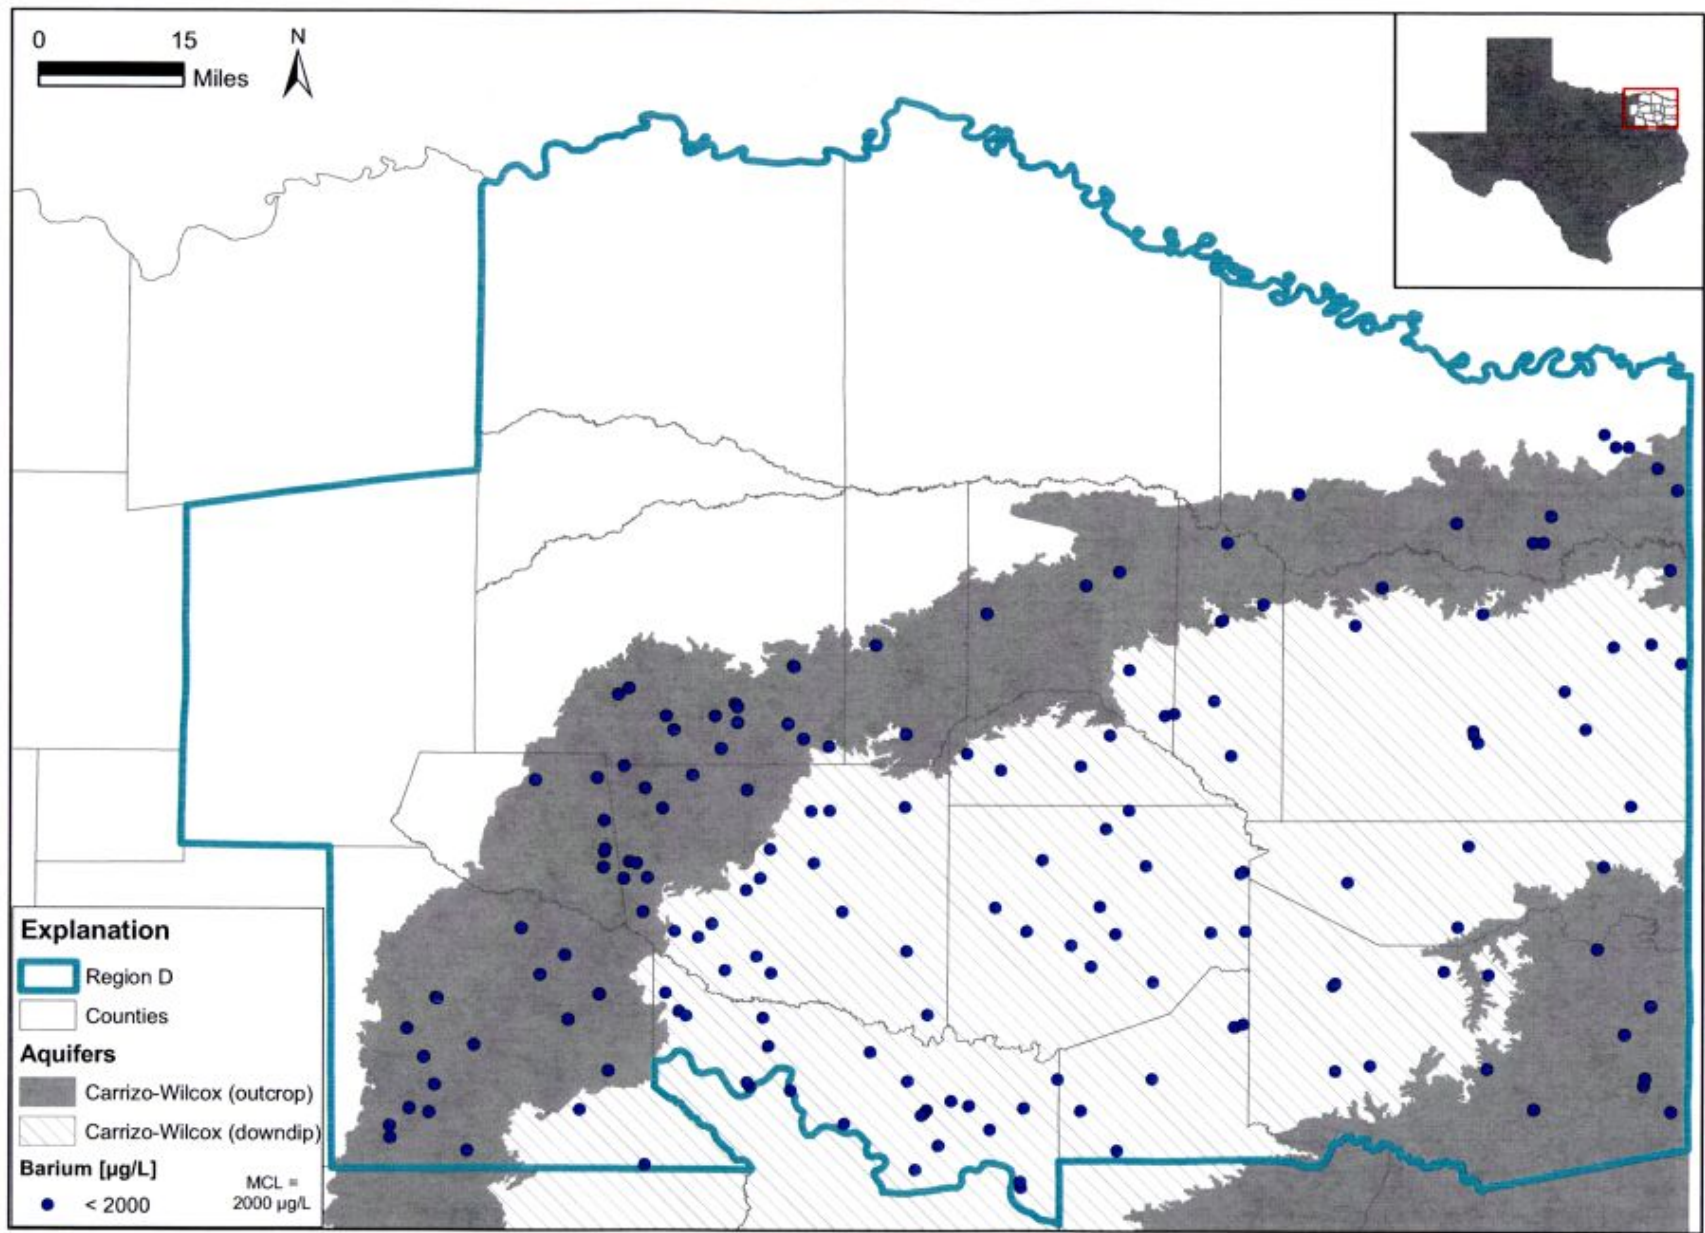 0 15
Miles
N
Explanation
Region D
Counties
Aquifers
Carrizo-Wilcox (outcrop)
Carrizo-Wilcox (downdip)
Barium [µg/L]
< 2000
MCL =
2000 µg/L